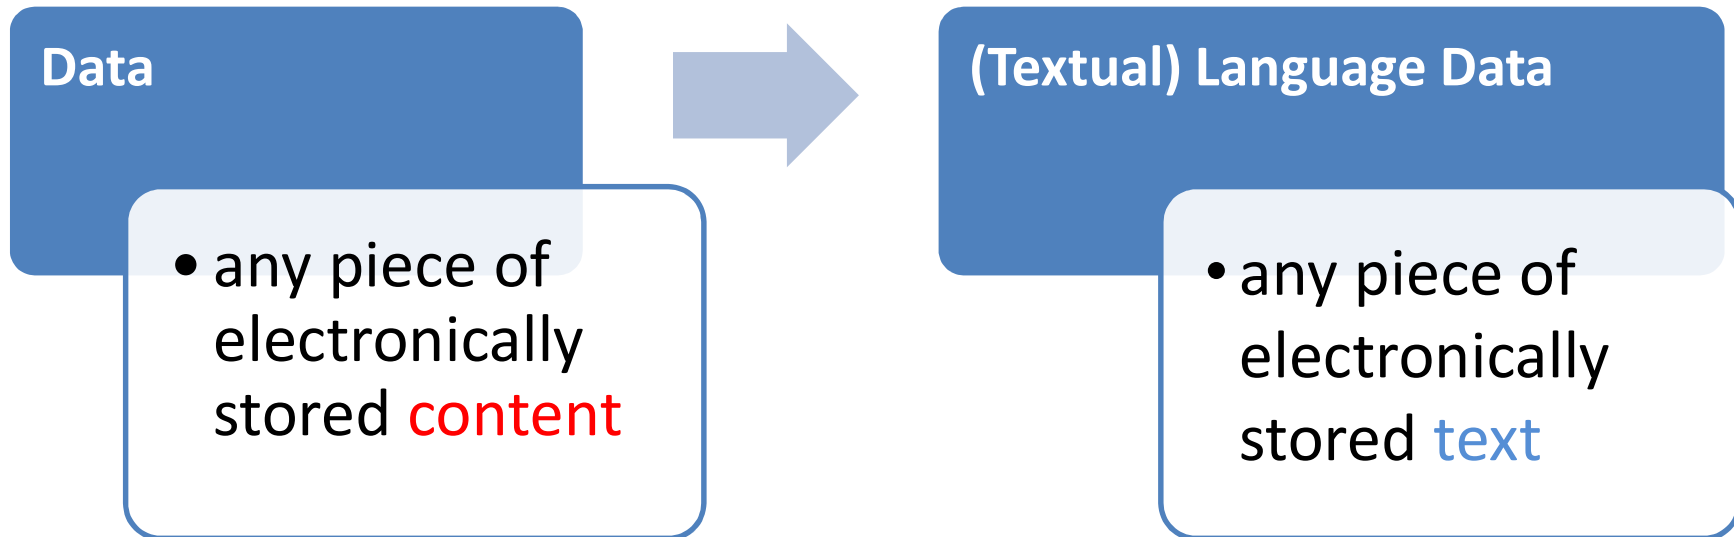 Data
• any piece of
electronically
stored content
(Textual) Language Data
• any piece of
electronically
stored text